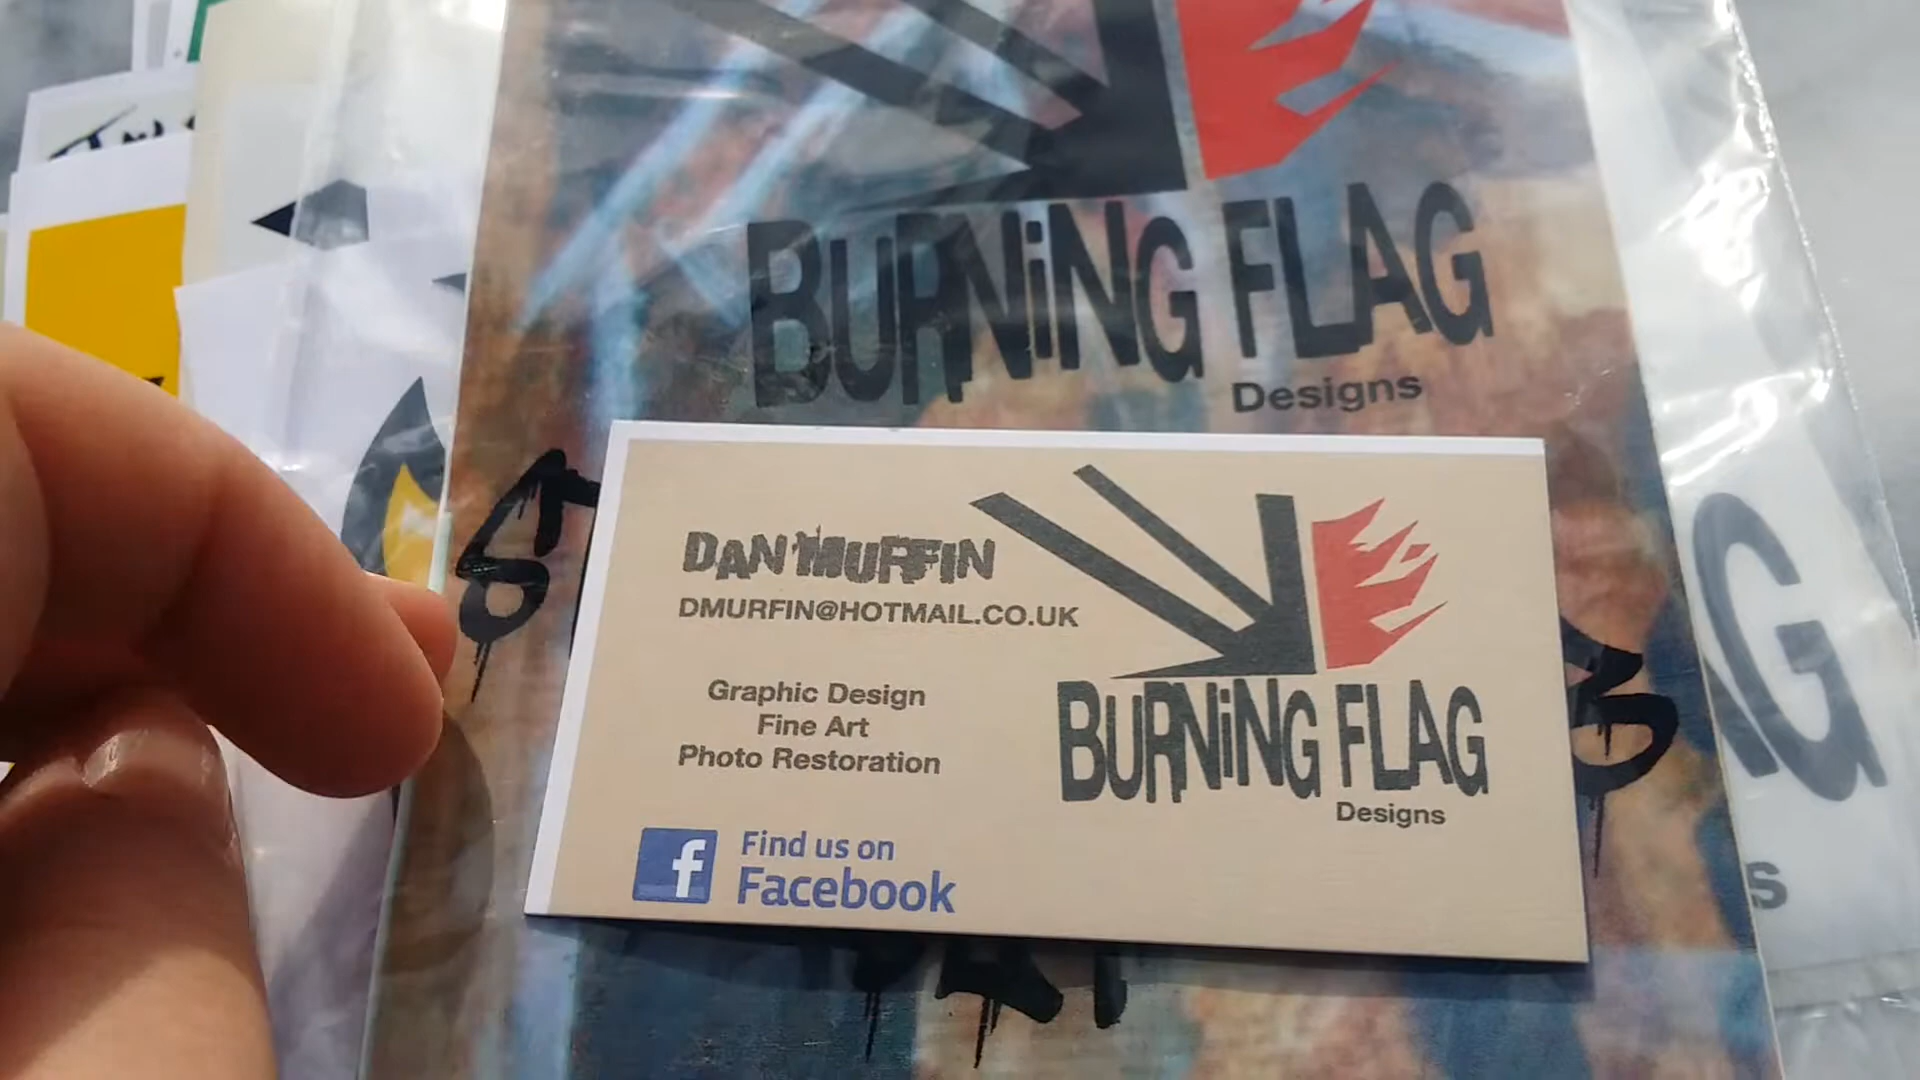 BURNiNG FLAG
Designs
DAN MURFIN
DMURFIN@HOTMAIL.CO.UK
Graphic Design
Fine Art
Photo Restoration
f Find us on
Facebook
BURNiNG FLAG
Designs
G
s